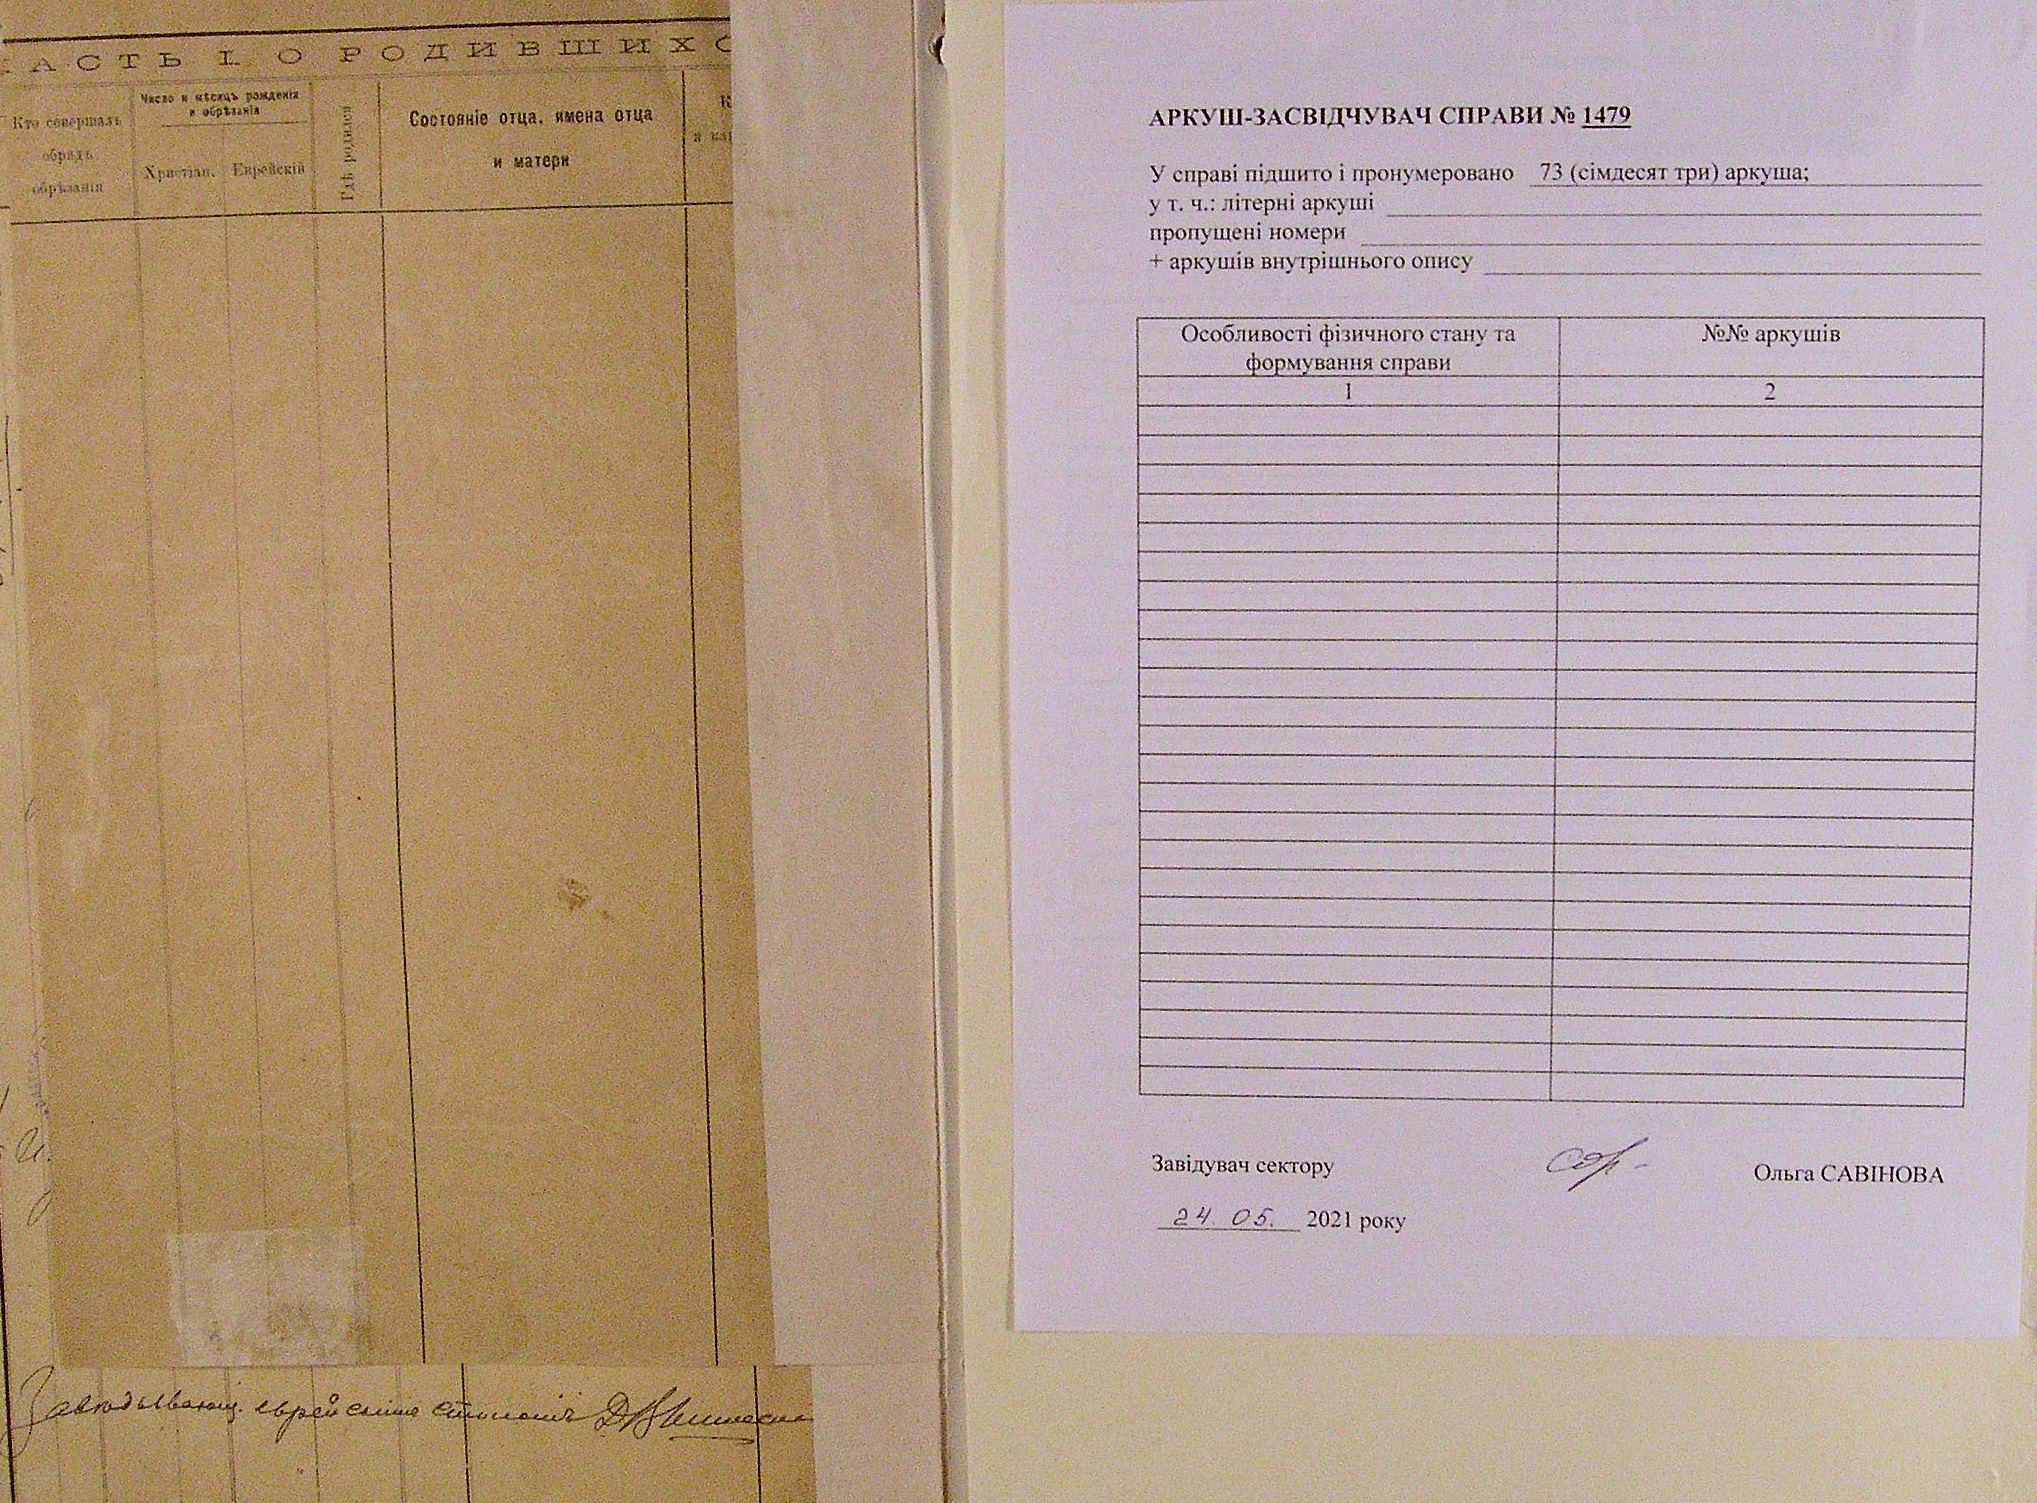 АСТЬ I. О РОДИВШИХС
Кто совершалъ
обрядъ
обрѣзанія
Число и мѣсяцъ рожденія
и обрѣзанія
Христіан.
Еврейскій
Гдѣ родился
Состояніе отца, имена отца
и матери
еврейскимъ столомъ
АРКУШ-ЗАСВІДЧУВАЧ СПРАВИ № 1479
У справі підшито і пронумеровано 73 (сімдесят три) аркуша;
у т. ч.: літерні аркуші
пропущені номери
+ аркушів внутрішнього опису
Особливості фізичного стану та
формування справи
№№ аркушів
1
2
Завідувач сектору
Ольга САВІНОВА
24. 05. 2021 року